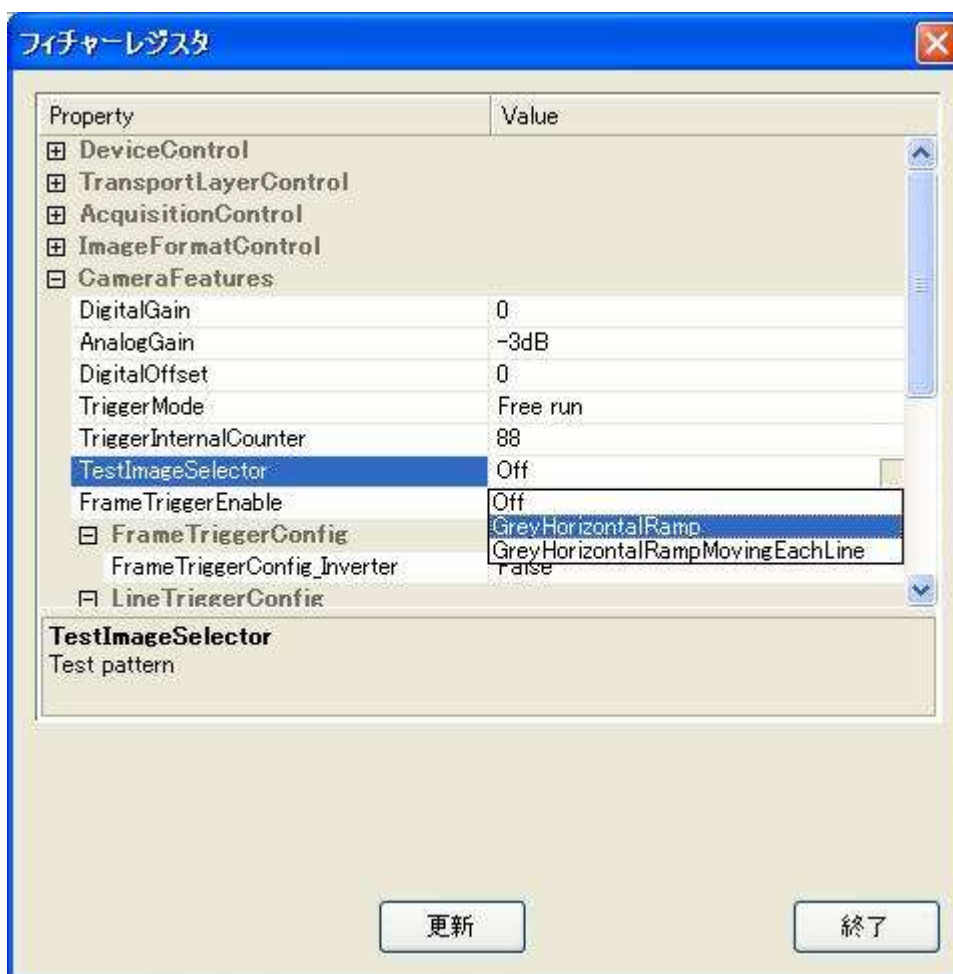 フィチャーレジスタ
Property Value
DeviceControl
TransportLayerControl
AcquisitionControl
ImageFormatControl
CameraFeatures
DigitalGain 0
AnalogGain -3dB
DigitalOffset 0
TriggerMode Free run
TriggerInternalCounter 88
TestImageSelector Off
FrameTriggerEnable Off
FrameTriggerConfig GreyHorizontalRamp
GreyHorizontalRampMovingEachLine
FrameTriggerConfig_Inverter False
LineTriggerConfig
TestImageSelector
Test pattern
更新 終了